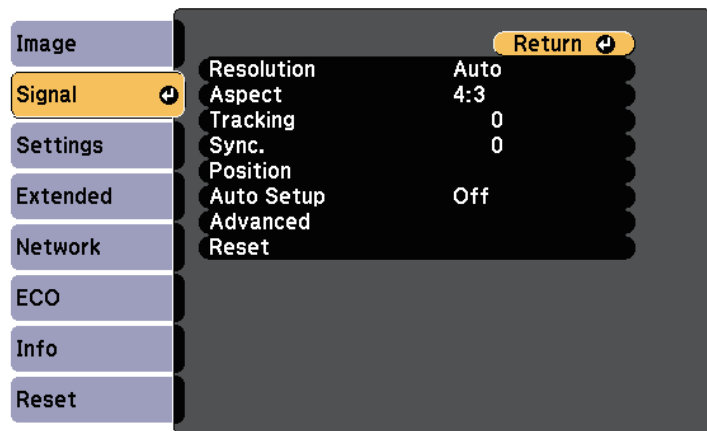 Image
Signal
Settings
Extended
Network
ECO
Info
Reset
Return
Resolution Auto
Aspect 4:3
Tracking 0
Sync. 0
Position
Auto Setup Off
Advanced
Reset